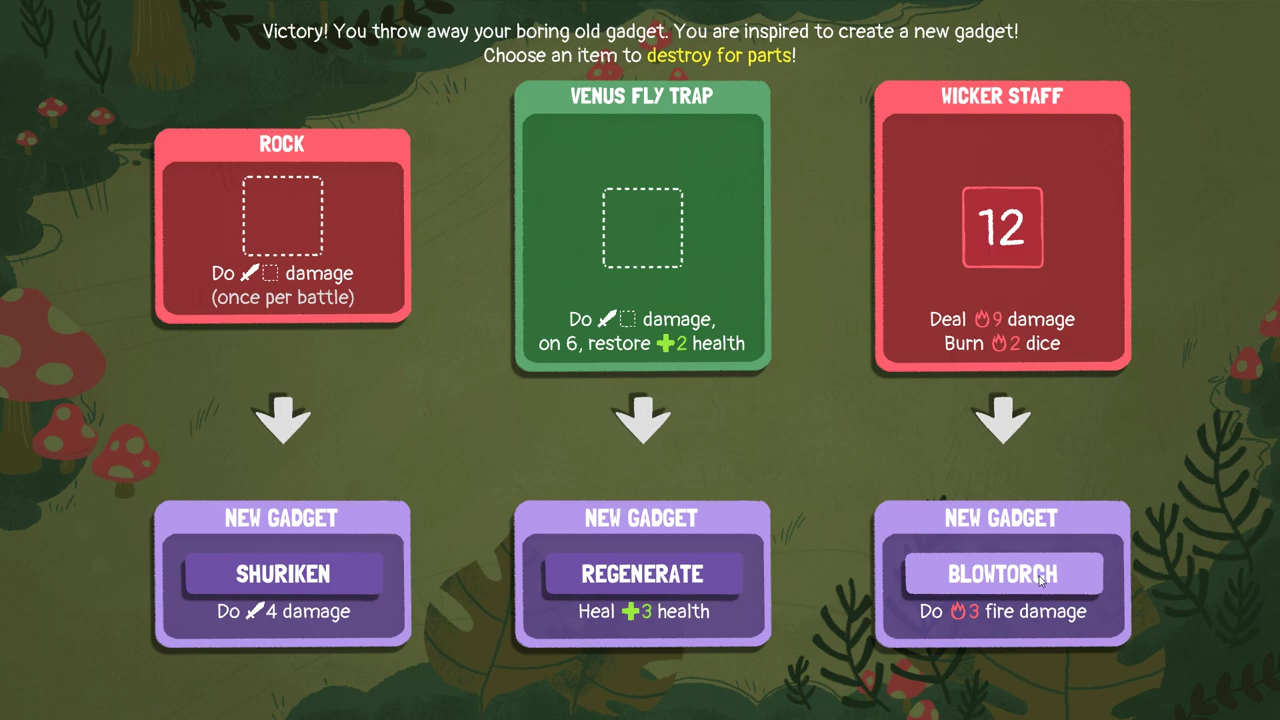 Victory! You throw away your boring old gadget. You are inspired to create a new gadget!
Choose an item to destroy for parts!
ROCK
Do damage
(once per battle)
VENUS FLY TRAP
Do damage,
on 6, restore +2 health
WICKER STAFF
12
Deal 9 damage
Burn 2 dice
NEW GADGET
SHURIKEN
Do 4 damage
NEW GADGET
REGENERATE
Heal +3 health
NEW GADGET
BLOWTORCH
Do 3 fire damage